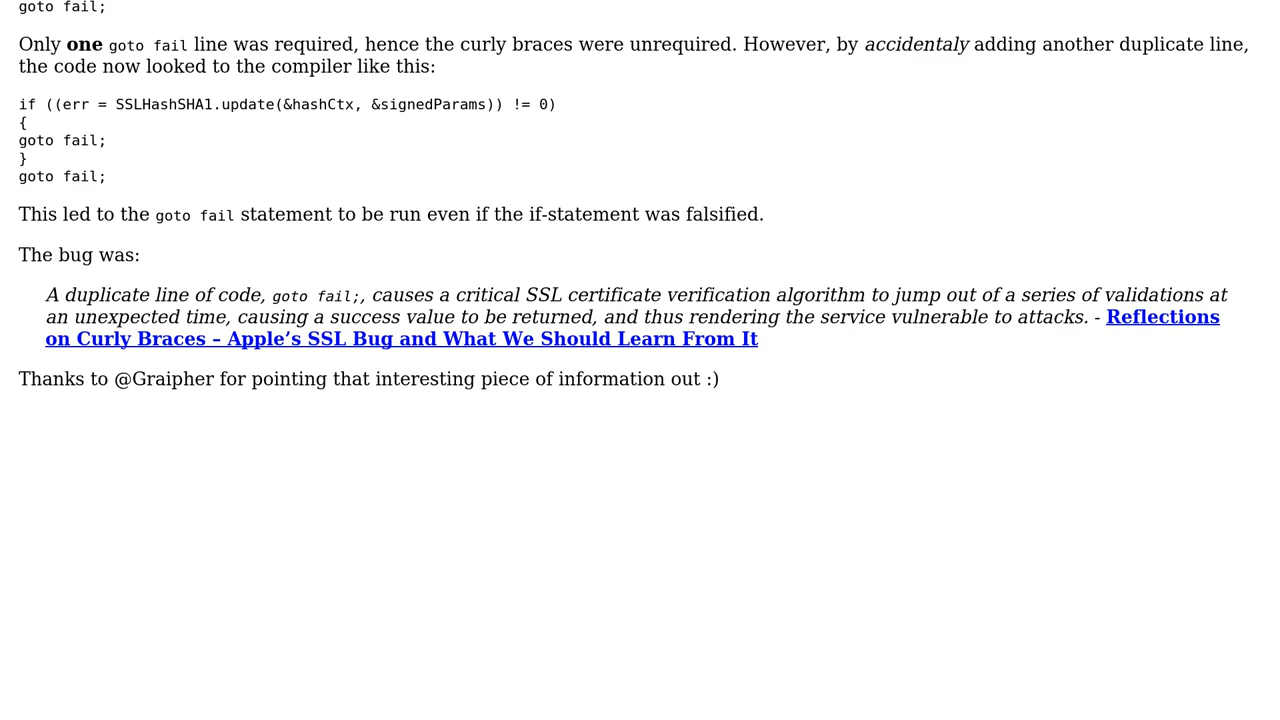 goto fail;
Only one goto fail line was required, hence the curly braces were unrequired. However, by accidentaly adding another duplicate line,
the code now looked to the compiler like this:
if ((err = SSLHashSHA1.update(&hashCtx, &signedParams)) != 0)
{
goto fail;
}
goto fail;
This led to the goto fail statement to be run even if the if-statement was falsified.
The bug was:
A duplicate line of code, goto fail;, causes a critical SSL certificate verification algorithm to jump out of a series of validations at
an unexpected time, causing a success value to be returned, and thus rendering the service vulnerable to attacks. - Reflections
on Curly Braces – Apple’s SSL Bug and What We Should Learn From It
Thanks to @Graipher for pointing that interesting piece of information out :)